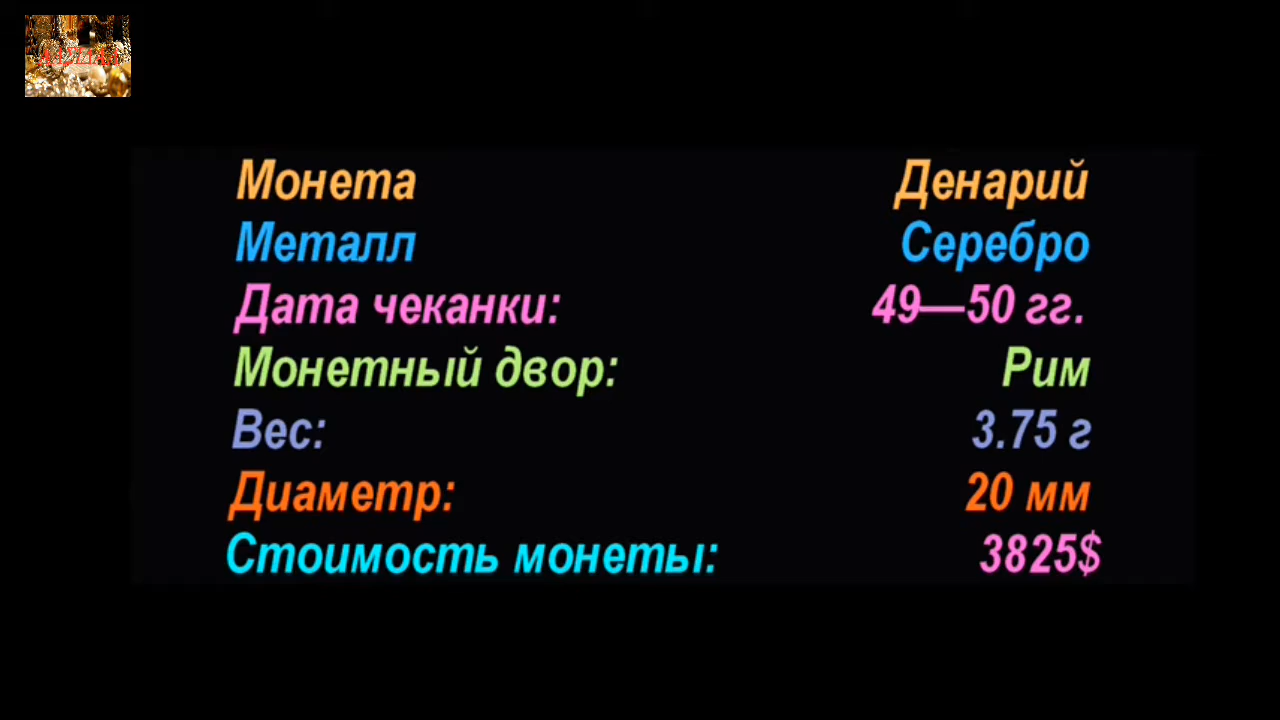 Монета Денарий
Металл Серебро
Дата чеканки: 49—50 гг.
Монетный двор: Рим
Вес: 3.75 г
Диаметр: 20 мм
Стоимость монеты: 3825$